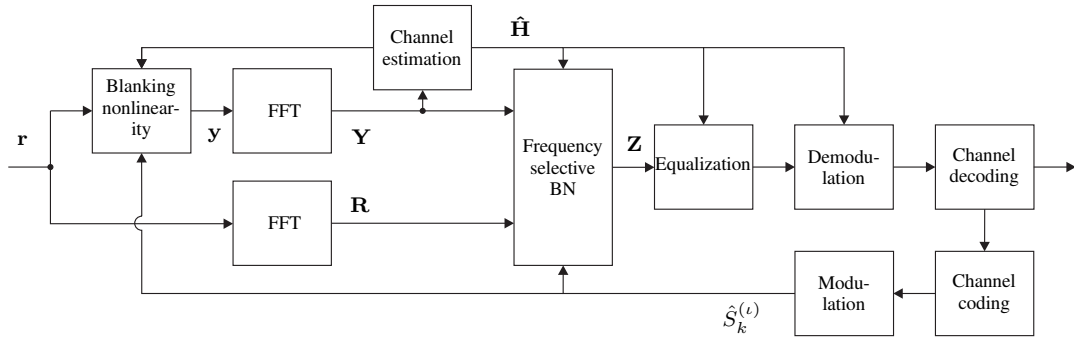 Channel
estimation
Ĥ
Blanking
nonlinear-
ity
FFT
r
y
Y
Frequency
selective
BN
Z
Equalization
Demodu-
lation
Channel
decoding
FFT
R
Modu-
lation
Channel
coding
Ŝ_k^{(ι)}